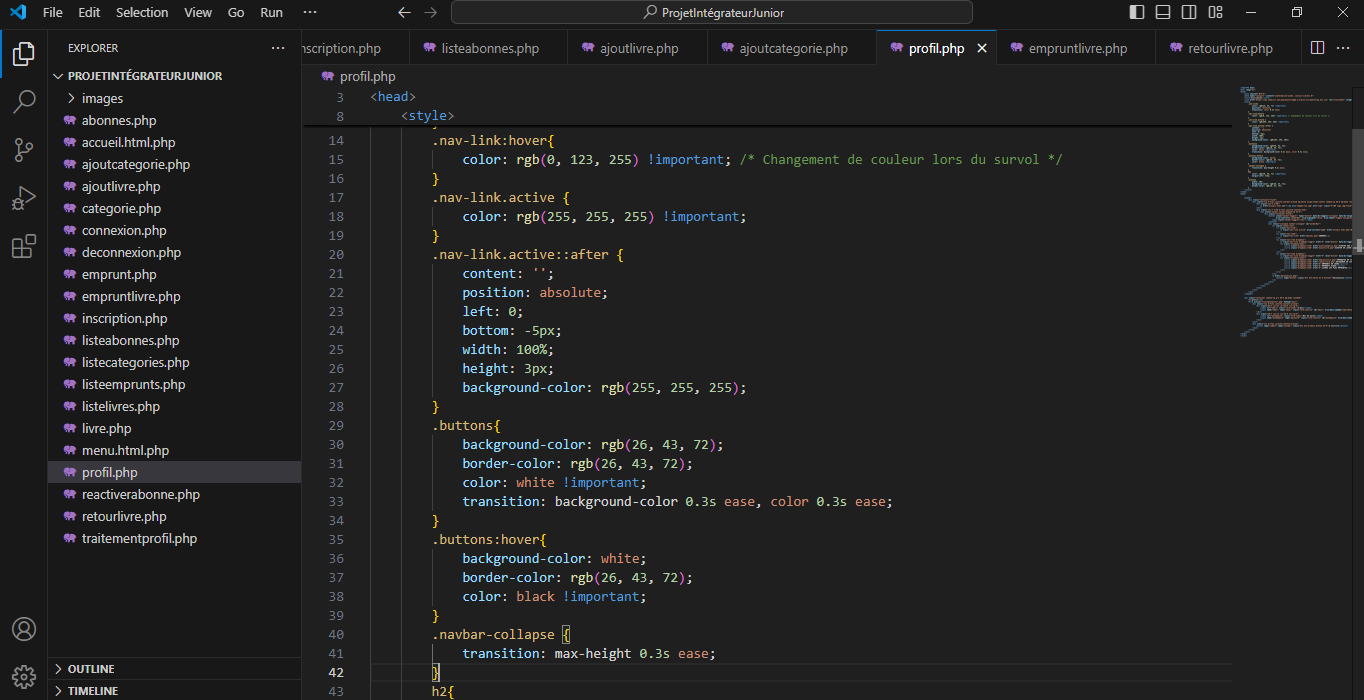 File Edit Selection View Go Run ··· ProjetIntégrateurJunior
EXPLORER ···
PROJETINTÉGRATEURJUNIOR
images
abonnes.php
accueil.html.php
ajoutcategorie.php
ajoutlivre.php
categorie.php
connexion.php
deconnexion.php
emprunt.php
empruntlivre.php
inscription.php
listeabonnes.php
listecategories.php
listeemprunts.php
listelivres.php
livre.php
menu.html.php
profil.php
reactiverabonne.php
retourlivre.php
traitementprofil.php
OUTLINE
TIMELINE
nscription.php listeabonnes.php ajoutlivre.php ajoutcategorie.php profil.php empruntlivre.php retourlivre.php ···
profil.php
3 <head>
8 <style>
14 .nav-link:hover{
15 color: rgb(0, 123, 255) !important; /* Changement de couleur lors du survol */
16 }
17 .nav-link.active {
18 color: rgb(255, 255, 255) !important;
19 }
20 .nav-link.active::after {
21 content: '';
22 position: absolute;
23 left: 0;
24 bottom: -5px;
25 width: 100%;
26 height: 3px;
27 background-color: rgb(255, 255, 255);
28 }
29 .buttons{
30 background-color: rgb(26, 43, 72);
31 border-color: rgb(26, 43, 72);
32 color: white !important;
33 transition: background-color 0.3s ease, color 0.3s ease;
34 }
35 .buttons:hover{
36 background-color: white;
37 border-color: rgb(26, 43, 72);
38 color: black !important;
39 }
40 .navbar-collapse {
41 transition: max-height 0.3s ease;
42 }
43 h2{